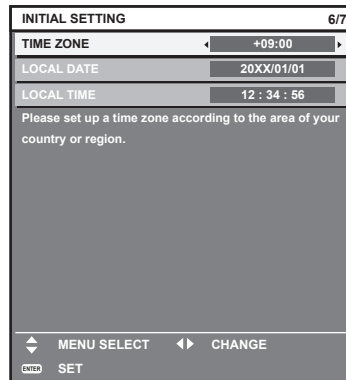 INITIAL SETTING 6/7
TIME ZONE +09:00
LOCAL DATE 20XX/01/01
LOCAL TIME 12 : 34 : 56
Please set up a time zone according to the area of your
country or region.
MENU SELECT CHANGE
ENTER SET